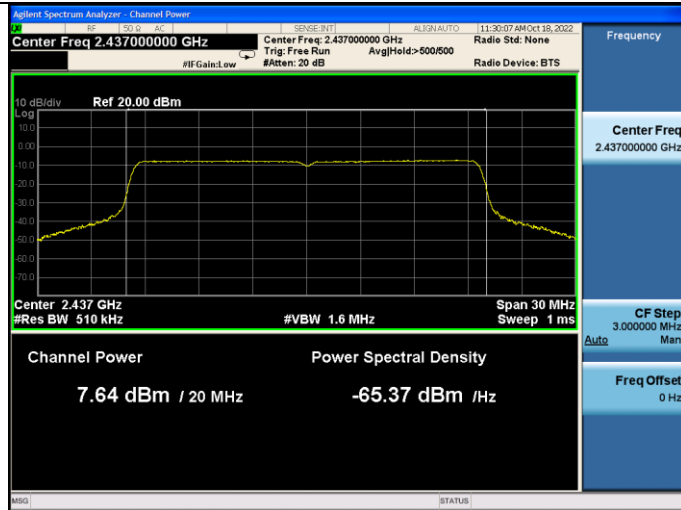 Agilent Spectrum Analyzer - Channel Power
RF 50 Ω AC SENSE:INT ALIGNAUTO 11:30:07 AM Oct 18, 2022
Center Freq 2.437000000 GHz
Center Freq: 2.437000000 GHz
Radio Std: None
Trig: Free Run Avg|Hold:>500/500
#IFGain:Low
#Atten: 20 dB
Radio Device: BTS
10 dB/div Ref 20.00 dBm
Log
10.0
0.00
-10.0
-20.0
-30.0
-40.0
-50.0
-60.0
-70.0
Center 2.437 GHz Span 30 MHz
#Res BW 510 kHz #VBW 1.6 MHz Sweep 1 ms
Channel Power Power Spectral Density
7.64 dBm / 20 MHz -65.37 dBm /Hz
MSG STATUS
Frequency
Center Freq
2.437000000 GHz
CF Step
3.000000 MHz
Auto Man
Freq Offset
0 Hz